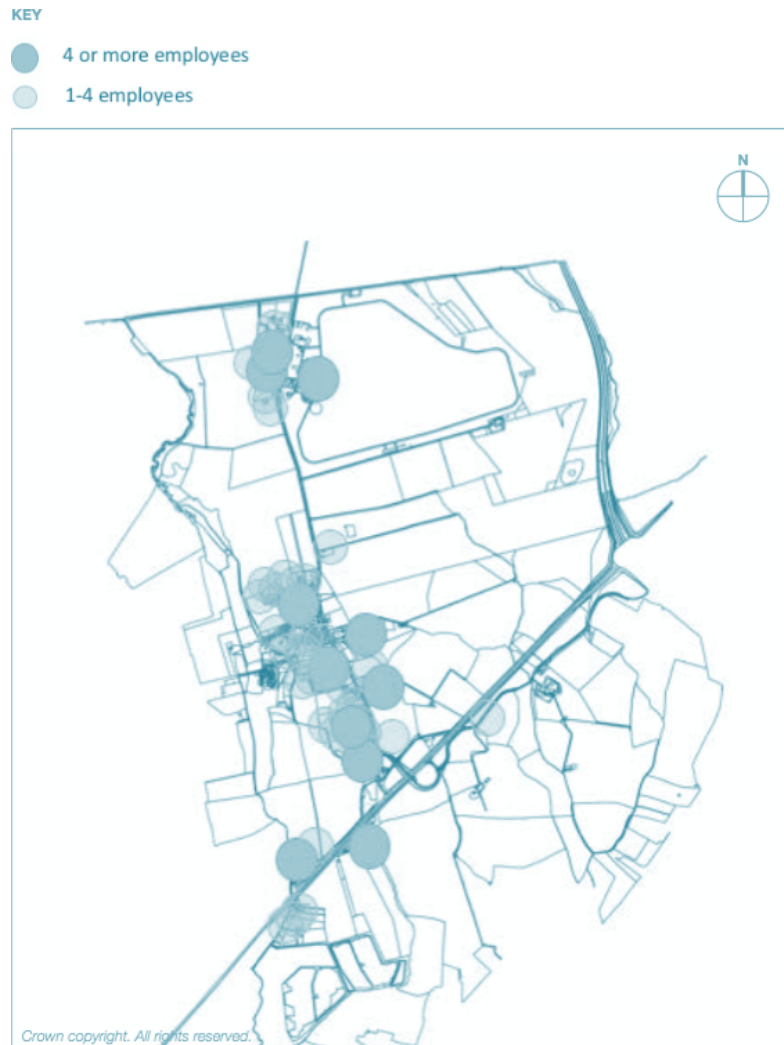 KEY
4 or more employees
1-4 employees
N
Crown copyright. All rights reserved.